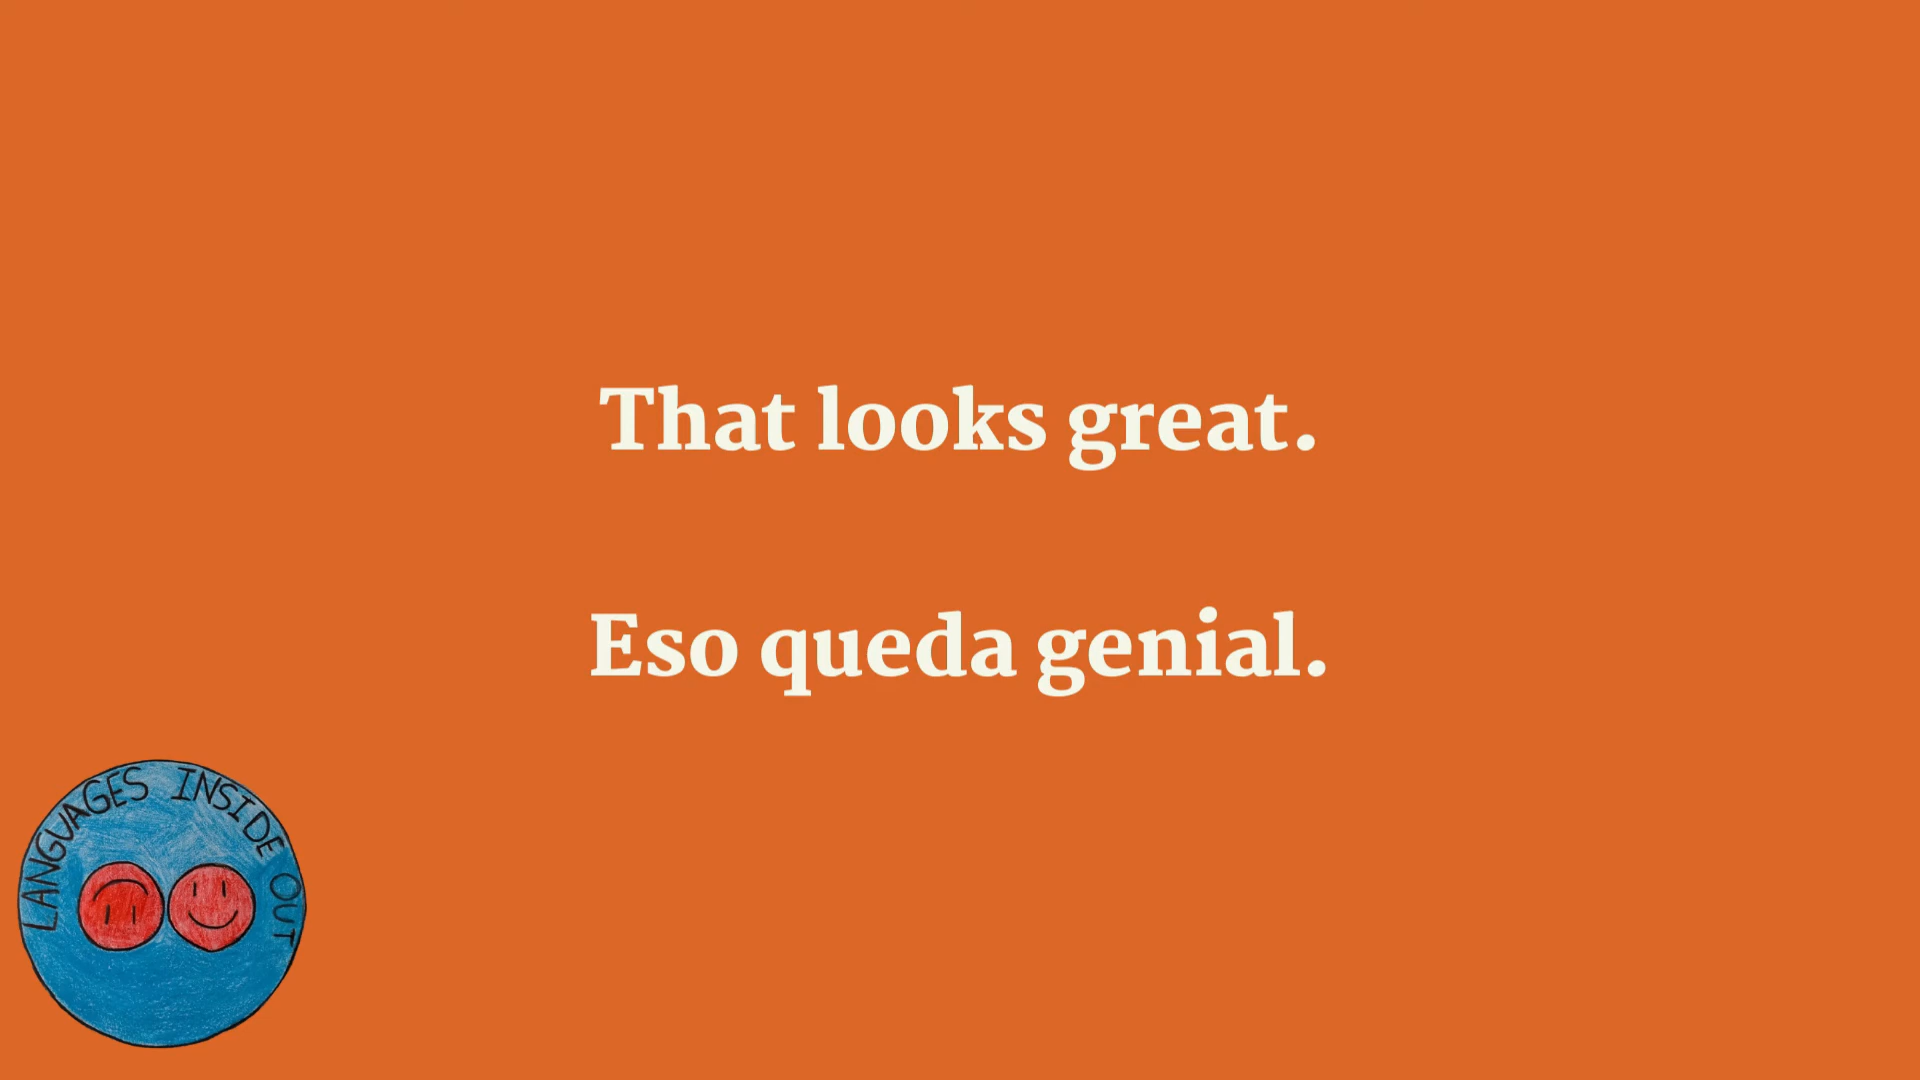 That looks great.
Eso queda genial.
LANGUAGES INSIDE OUT